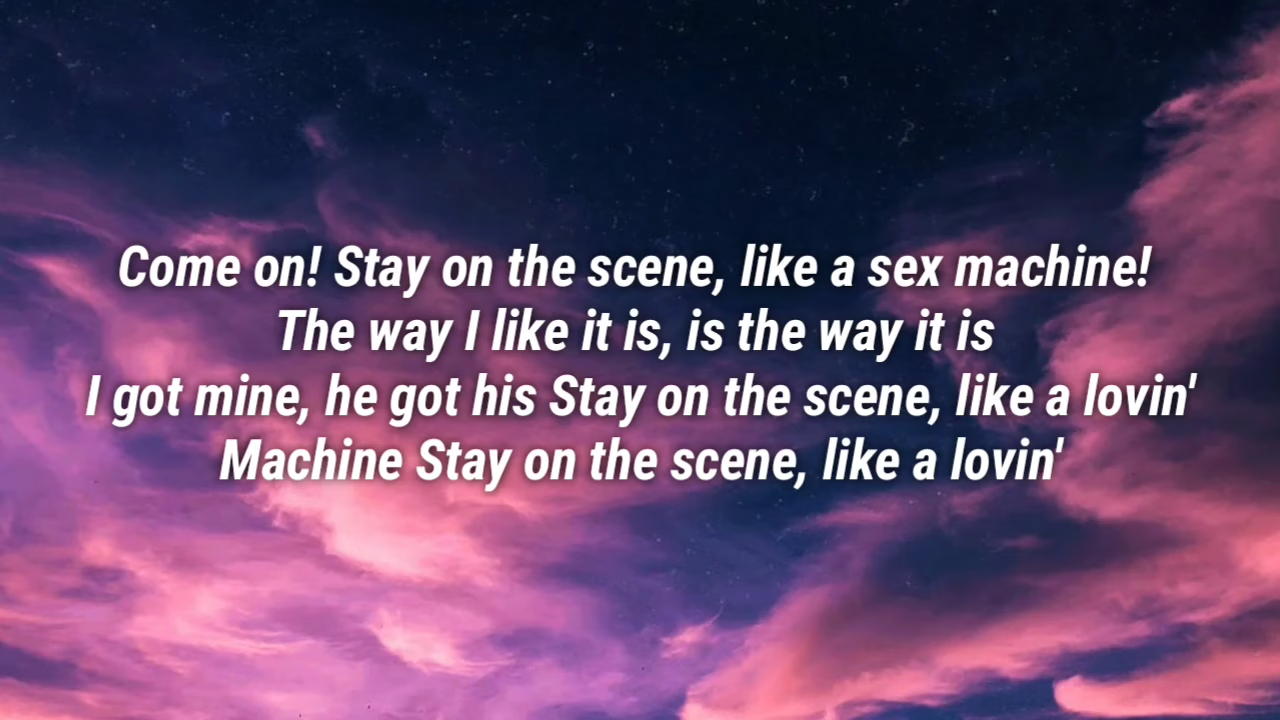 Come on! Stay on the scene, like a sex machine!
The way I like it is, is the way it is
I got mine, he got his Stay on the scene, like a lovin'
Machine Stay on the scene, like a lovin'